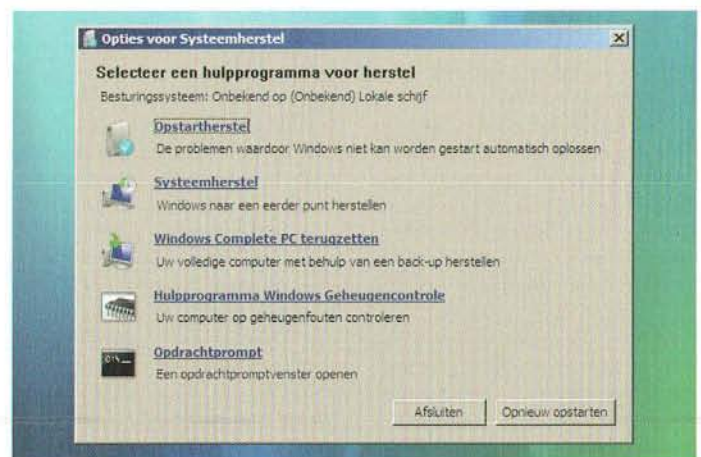 Opties voor Systeemherstel
Selecteer een hulpprogramma voor herstel
Besturingssysteem: Onbekend op (Onbekend) Lokale schijf
Opstartherstel
De problemen waardoor Windows niet kan worden gestart automatisch oplossen
Systeemherstel
Windows naar een eerder punt herstellen
Windows Complete PC terugzetten
Uw volledige computer met behulp van een back-up herstellen
Hulpprogramma Windows Geheugencontrole
Uw computer op geheugenfouten controleren
Opdrachtprompt
Een opdrachtpromptvenster openen
Afsluiten
Opnieuw opstarten